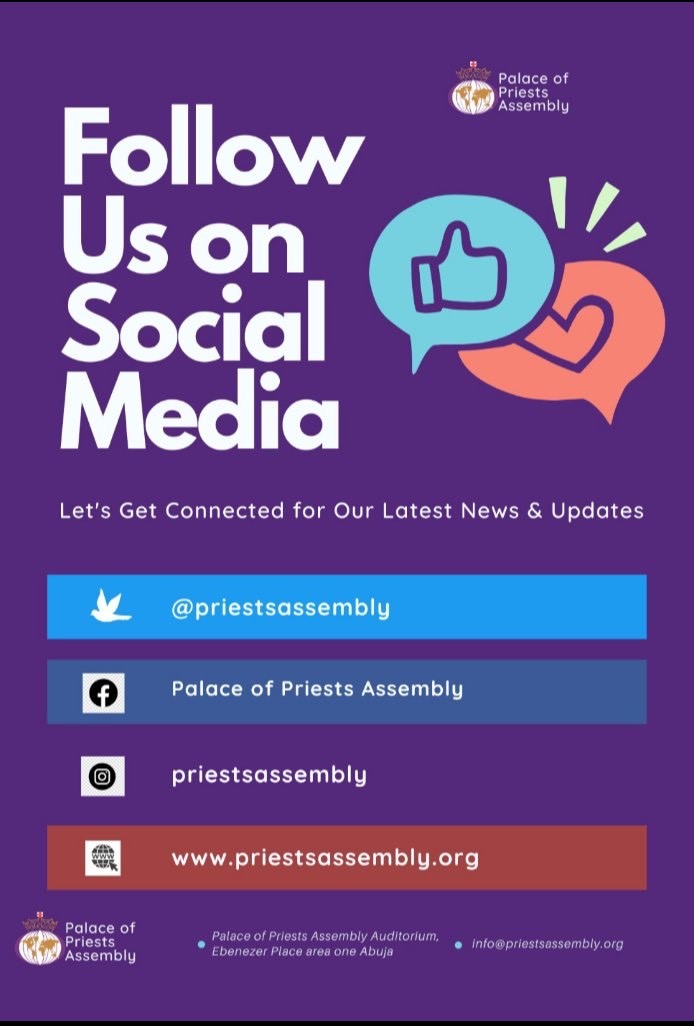 Palace of
Priests
Assembly
Follow
Us on
Social
Media
Let's Get Connected for Our Latest News & Updates
@priestsassembly
Palace of Priests Assembly
priestsassembly
www
www.priestsassembly.org
Palace of
Priests
Assembly
Palace of Priests Assembly Auditorium,
Ebenezer Place area one Abuja
info@priestsassembly.org